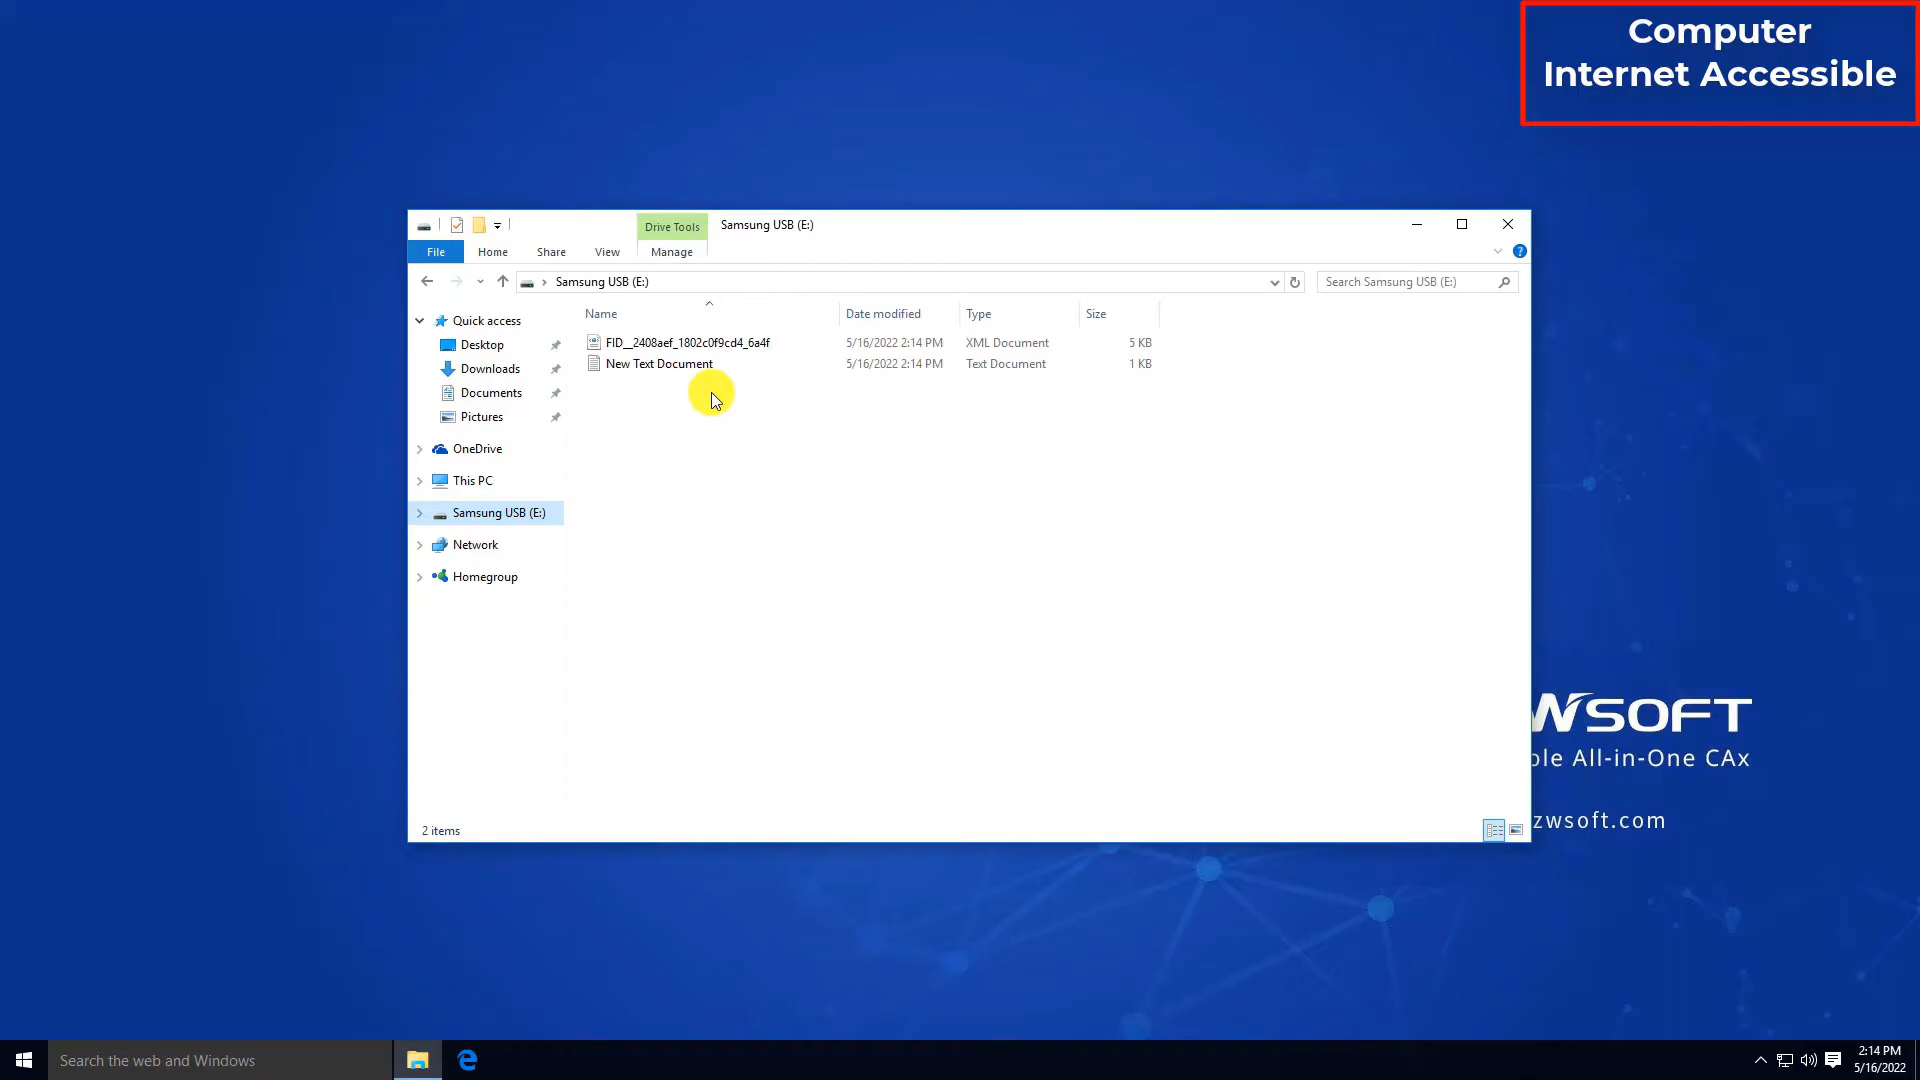 Computer
Internet Accessible
Drive Tools
Samsung USB (E:)
File
Home
Share
View
Manage
Samsung USB (E:)
Search Samsung USB (E:)
Name
Date modified
Type
Size
Quick access
Desktop
Downloads
Documents
Pictures
OneDrive
This PC
Samsung USB (E:)
Network
Homegroup
FID__2408aef_1802c0f9cd4_6a4f
5/16/2022 2:14 PM
XML Document
5 KB
New Text Document
5/16/2022 2:14 PM
Text Document
1 KB
2 items
WSOFT
All-in-One CAx
zwsoft.com
Search the web and Windows
2:14 PM
5/16/2022